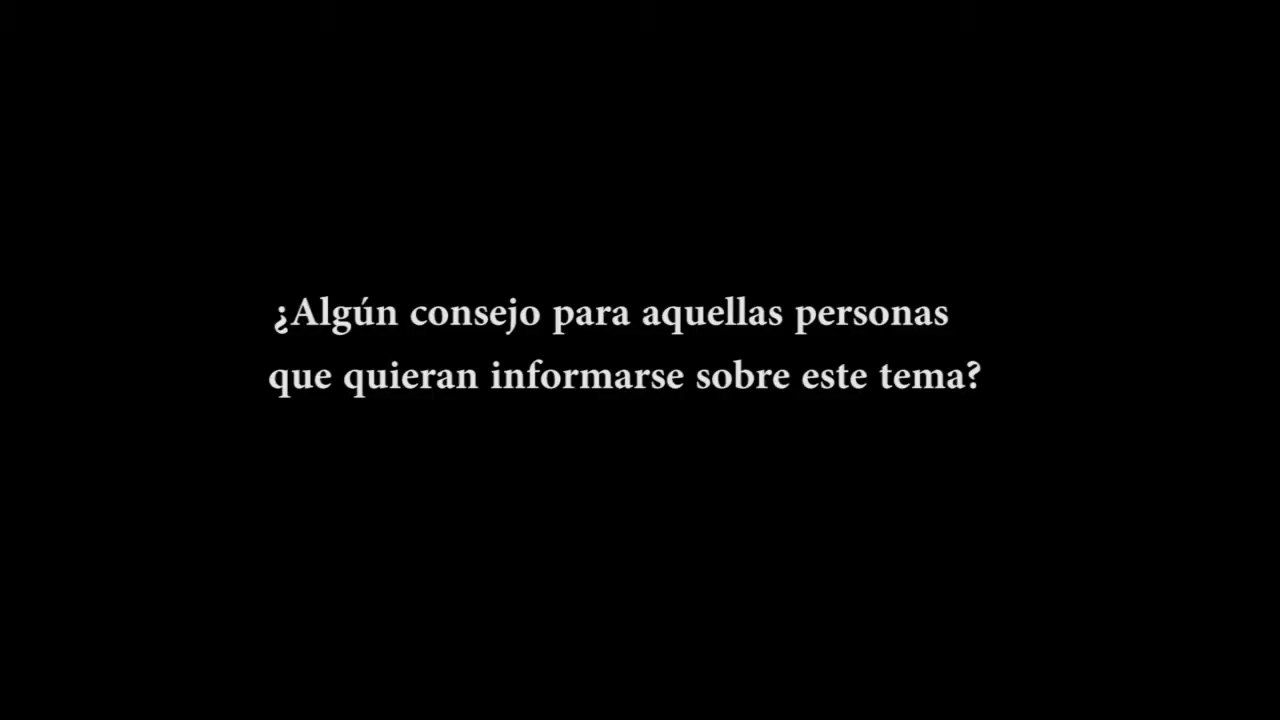 ¿Algún consejo para aquellas personas
que quieran informarse sobre este tema?